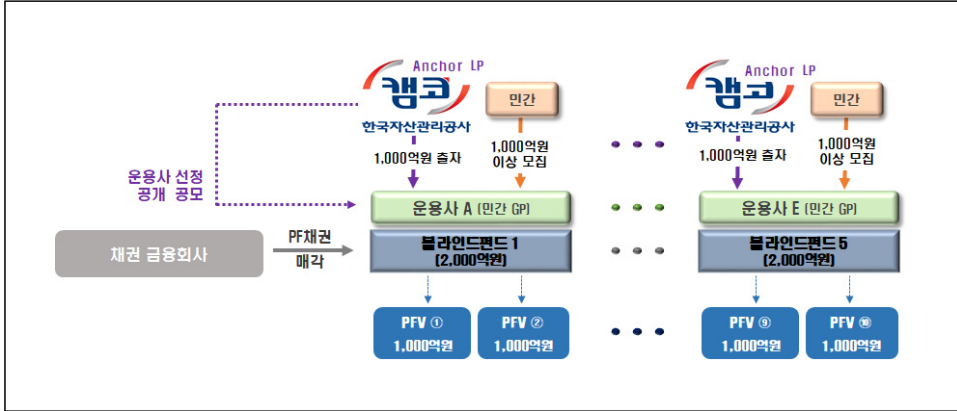 Anchor LP
캠코
한국자산관리공사
민간
1,000억원 출자
1,000억원
이상 모집
Anchor LP
캠코
한국자산관리공사
민간
1,000억원 출자
1,000억원
이상 모집
운용사 선정
공개 공모
운용사 A (민간 GP)
운용사 E (민간 GP)
채권 금융회사
PF채권
매각
블라인드펀드 1
(2,000억원)
블라인드펀드 5
(2,000억원)
PFV ①
1,000억원
PFV ②
1,000억원
PFV ⑨
1,000억원
PFV ⑩
1,000억원